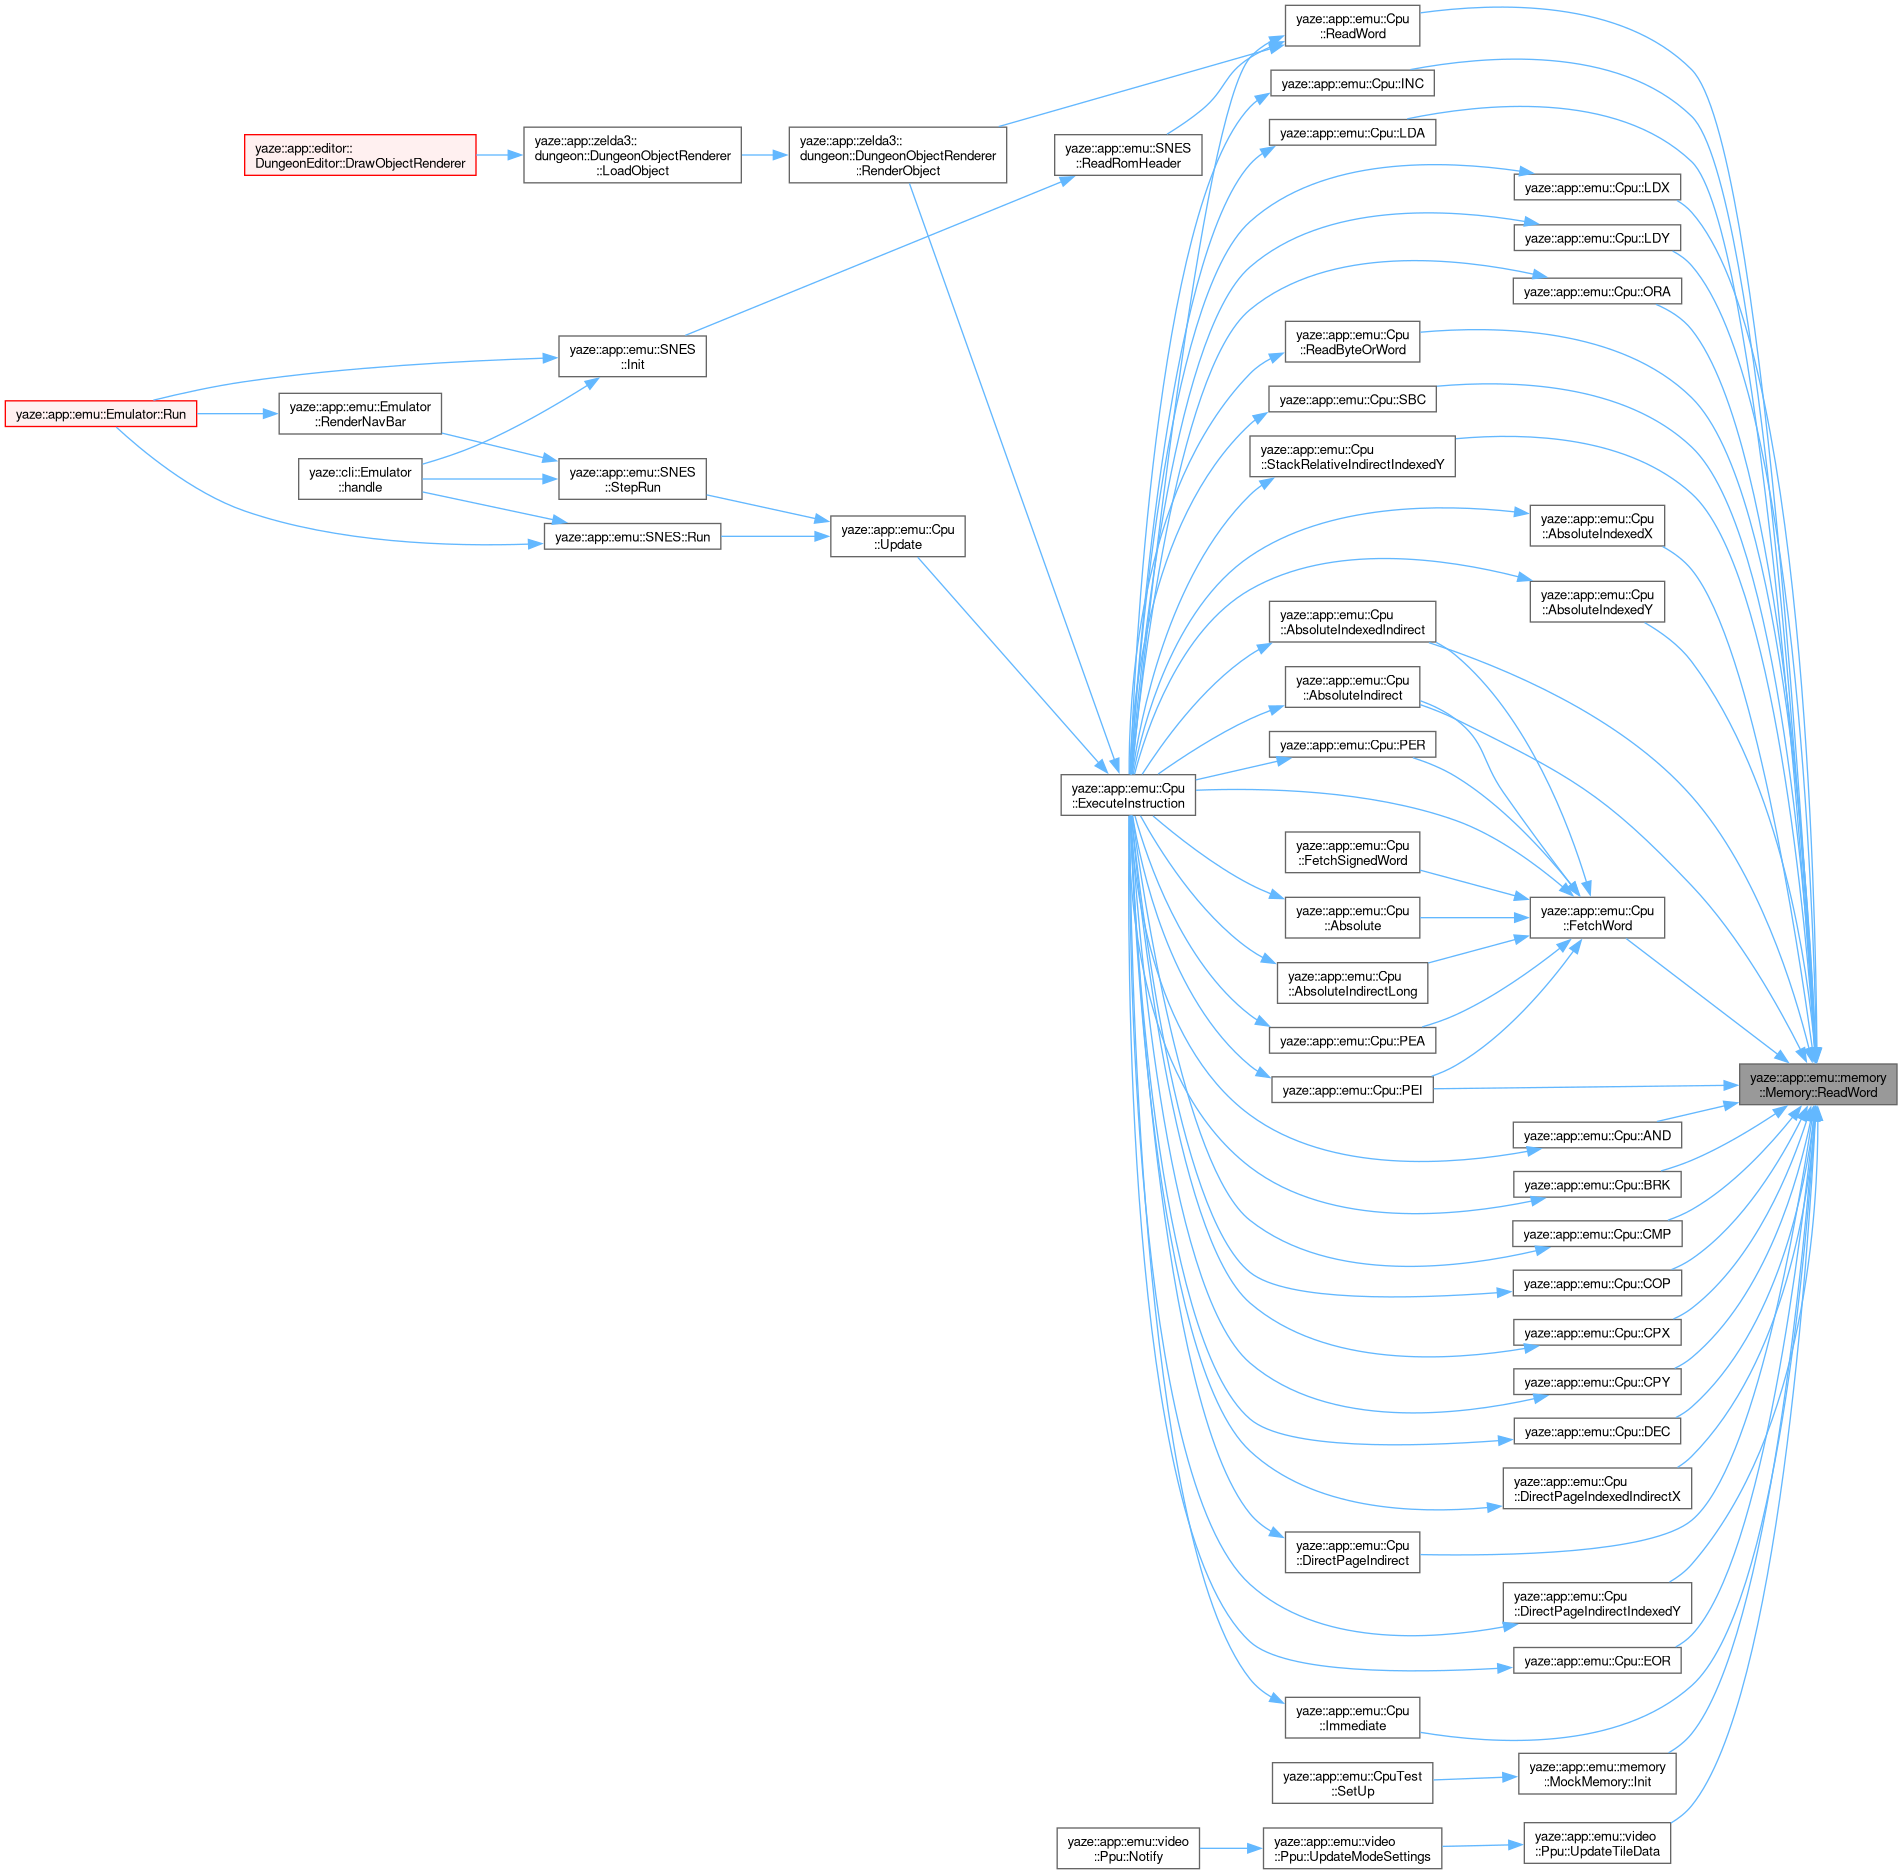 yaze::app::emu::Cpu
::ReadWord
yaze::app::emu::Cpu::INC
yaze::app::emu::Cpu::LDA
yaze::app::editor::
DungeonEditor::DrawObjectRenderer
yaze::app::zelda3::
dungeon::DungeonObjectRenderer
::LoadObject
yaze::app::zelda3::
dungeon::DungeonObjectRenderer
::RenderObject
yaze::app::emu::SNES
::ReadRomHeader
yaze::app::emu::Cpu::LDX
yaze::app::emu::Cpu::LDY
yaze::app::emu::Cpu::ORA
yaze::app::emu::Cpu
::ReadByteOrWord
yaze::app::emu::SNES
::Init
yaze::app::emu::Cpu::SBC
yaze::app::emu::Emulator::Run
yaze::app::emu::Emulator
::RenderNavBar
yaze::app::emu::Cpu
::StackRelativeIndirectIndexedY
yaze::cli::Emulator
::handle
yaze::app::emu::SNES
::StepRun
yaze::app::emu::Cpu
::AbsoluteIndexedX
yaze::app::emu::SNES::Run
yaze::app::emu::Cpu
::Update
yaze::app::emu::Cpu
::AbsoluteIndexedY
yaze::app::emu::Cpu
::AbsoluteIndexedIndirect
yaze::app::emu::Cpu
::AbsoluteIndirect
yaze::app::emu::Cpu::PER
yaze::app::emu::Cpu
::ExecuteInstruction
yaze::app::emu::Cpu
::FetchSignedWord
yaze::app::emu::Cpu
::Absolute
yaze::app::emu::Cpu
::FetchWord
yaze::app::emu::Cpu
::AbsoluteIndirectLong
yaze::app::emu::Cpu::PEA
yaze::app::emu::Cpu::PEI
yaze::app::emu::memory
::Memory::ReadWord
yaze::app::emu::Cpu::AND
yaze::app::emu::Cpu::BRK
yaze::app::emu::Cpu::CMP
yaze::app::emu::Cpu::COP
yaze::app::emu::Cpu::CPX
yaze::app::emu::Cpu::CPY
yaze::app::emu::Cpu::DEC
yaze::app::emu::Cpu
::DirectPageIndexedIndirectX
yaze::app::emu::Cpu
::DirectPageIndirect
yaze::app::emu::Cpu
::DirectPageIndirectIndexedY
yaze::app::emu::Cpu::EOR
yaze::app::emu::Cpu
::Immediate
yaze::app::emu::CpuTest
::SetUp
yaze::app::emu::memory
::MockMemory::Init
yaze::app::emu::video
::Ppu::Notify
yaze::app::emu::video
::Ppu::UpdateModeSettings
yaze::app::emu::video
::Ppu::UpdateTileData